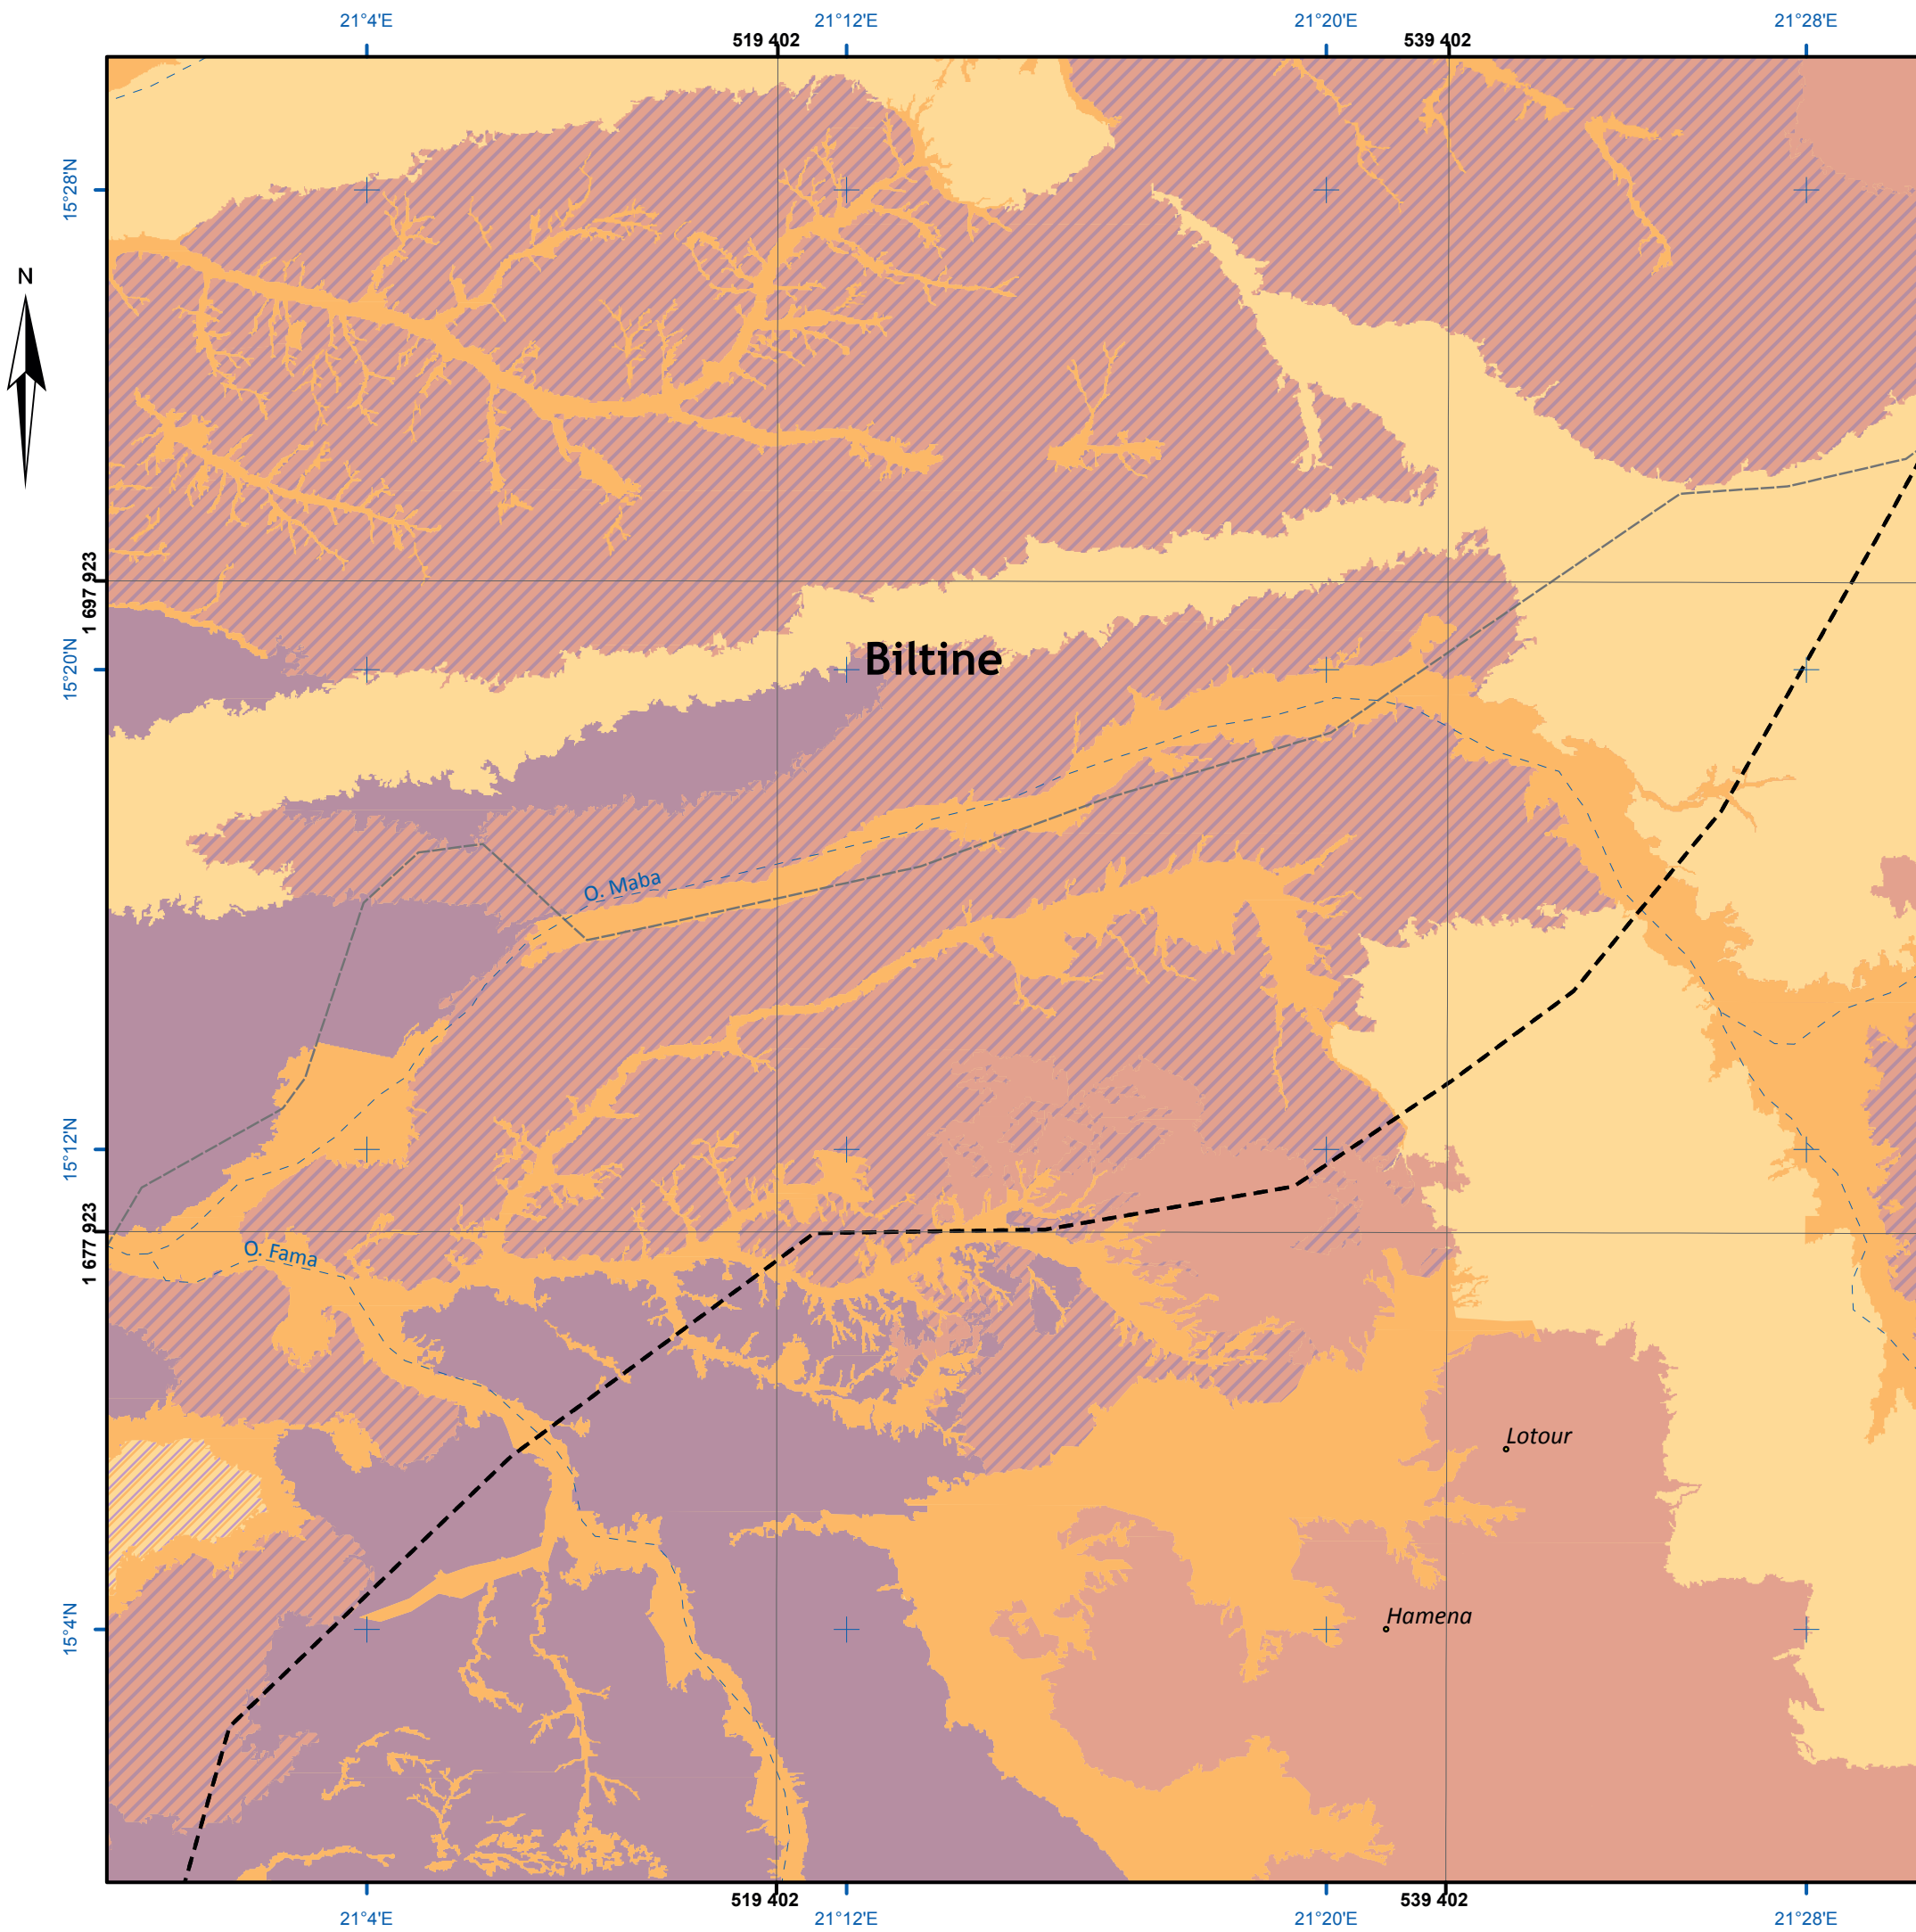 21°4'E 21°12'E 21°20'E 21°28'E
519 402 539 402
15°28'N
N
1 697 923
15°20'N
Biltine
O. Maba
15°12'N
1 677 923
O. Fama
Lotour
15°4'N
Hamena
519 402 539 402
21°4'E 21°12'E 21°20'E 21°28'E